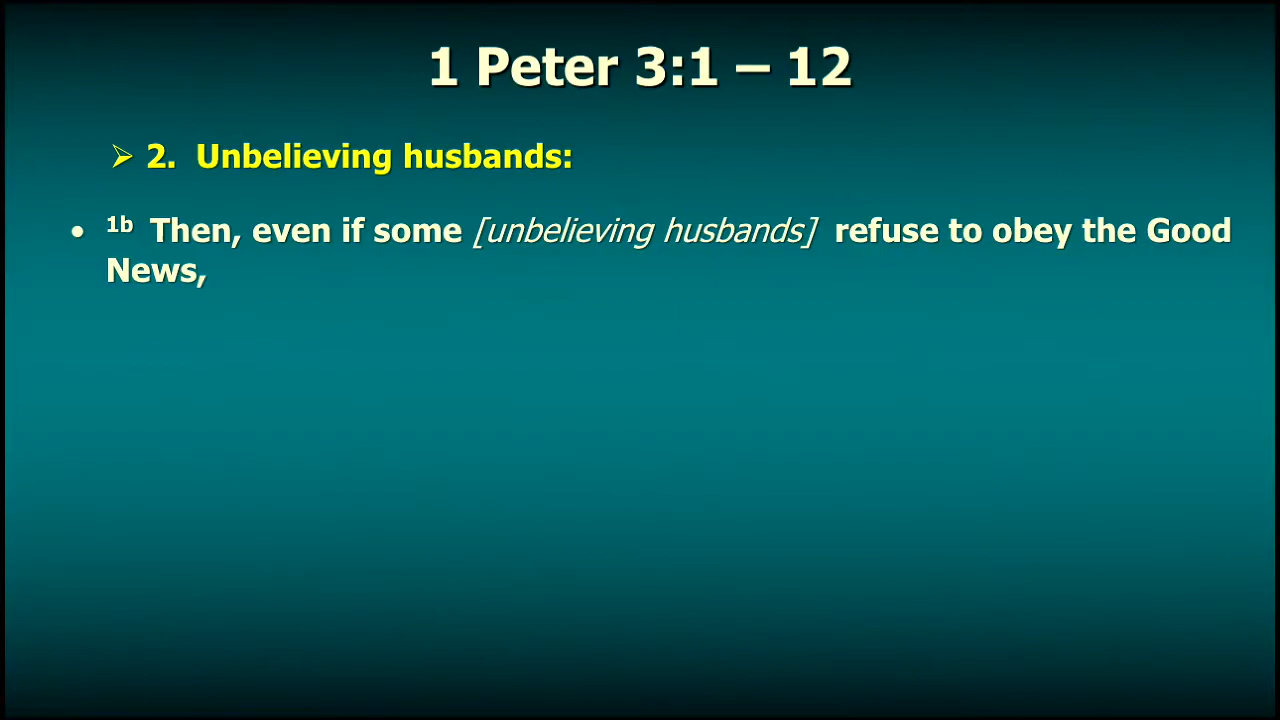 1 Peter 3:1 – 12
➢ 2. Unbelieving husbands:
• 1b Then, even if some [unbelieving husbands] refuse to obey the Good
News,